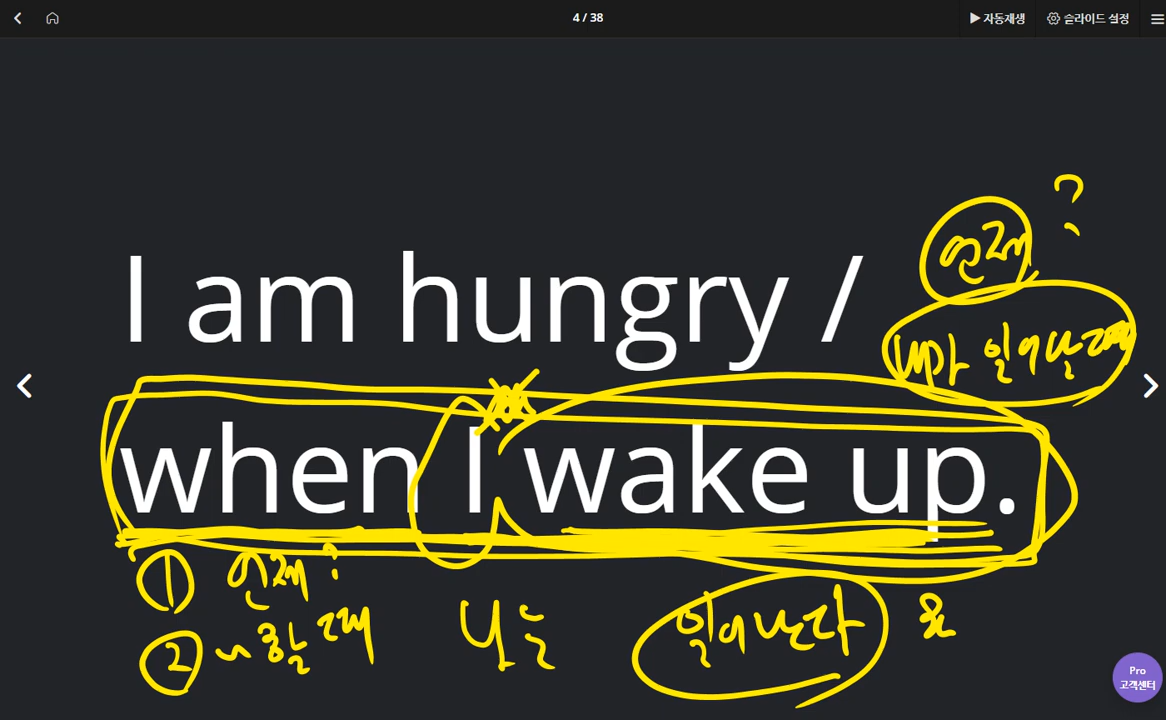 4 / 38
▶ 자동재생
슬라이드 설정
?
언제
I am hungry /
내가 일어날 때
when I wake up.
① 언제?
② ~할 때
나는
일어난다
Pro
고객센터